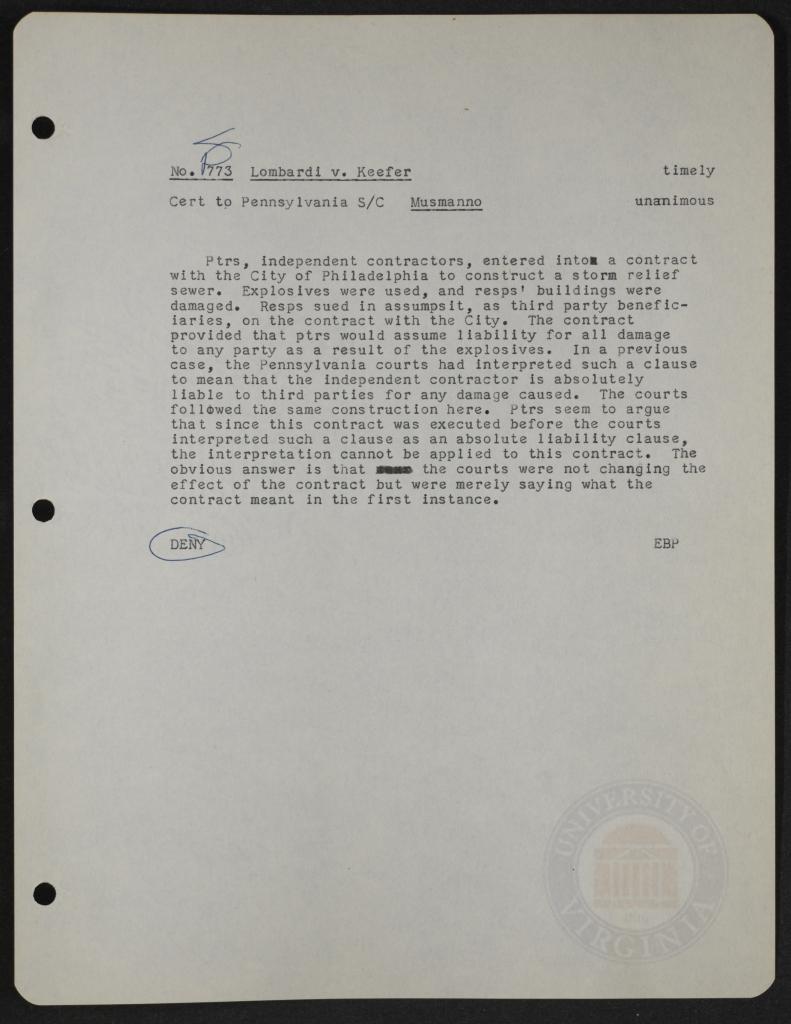 No. 773 Lombardi v. Keefer timely
Cert to Pennsylvania S/C Musmanno unanimous
Ptrs, independent contractors, entered into a contract
with the City of Philadelphia to construct a storm relief
sewer. Explosives were used, and resps' buildings were
damaged. Resps sued in assumpsit, as third party benefic-
iaries, on the contract with the City. The contract
provided that ptrs would assume liability for all damage
to any party as a result of the explosives. In a previous
case, the Pennsylvania courts had interpreted such a clause
to mean that the independent contractor is absolutely
liable to third parties for any damage caused. The courts
followed the same construction here. Ptrs seem to argue
that since this contract was executed before the courts
interpreted such a clause as an absolute liability clause,
the interpretation cannot be applied to this contract. The
obvious answer is that the courts were not changing the
effect of the contract but were merely saying what the
contract meant in the first instance.
DENY EBP
UNIVERSITY OF
VIRGINIA